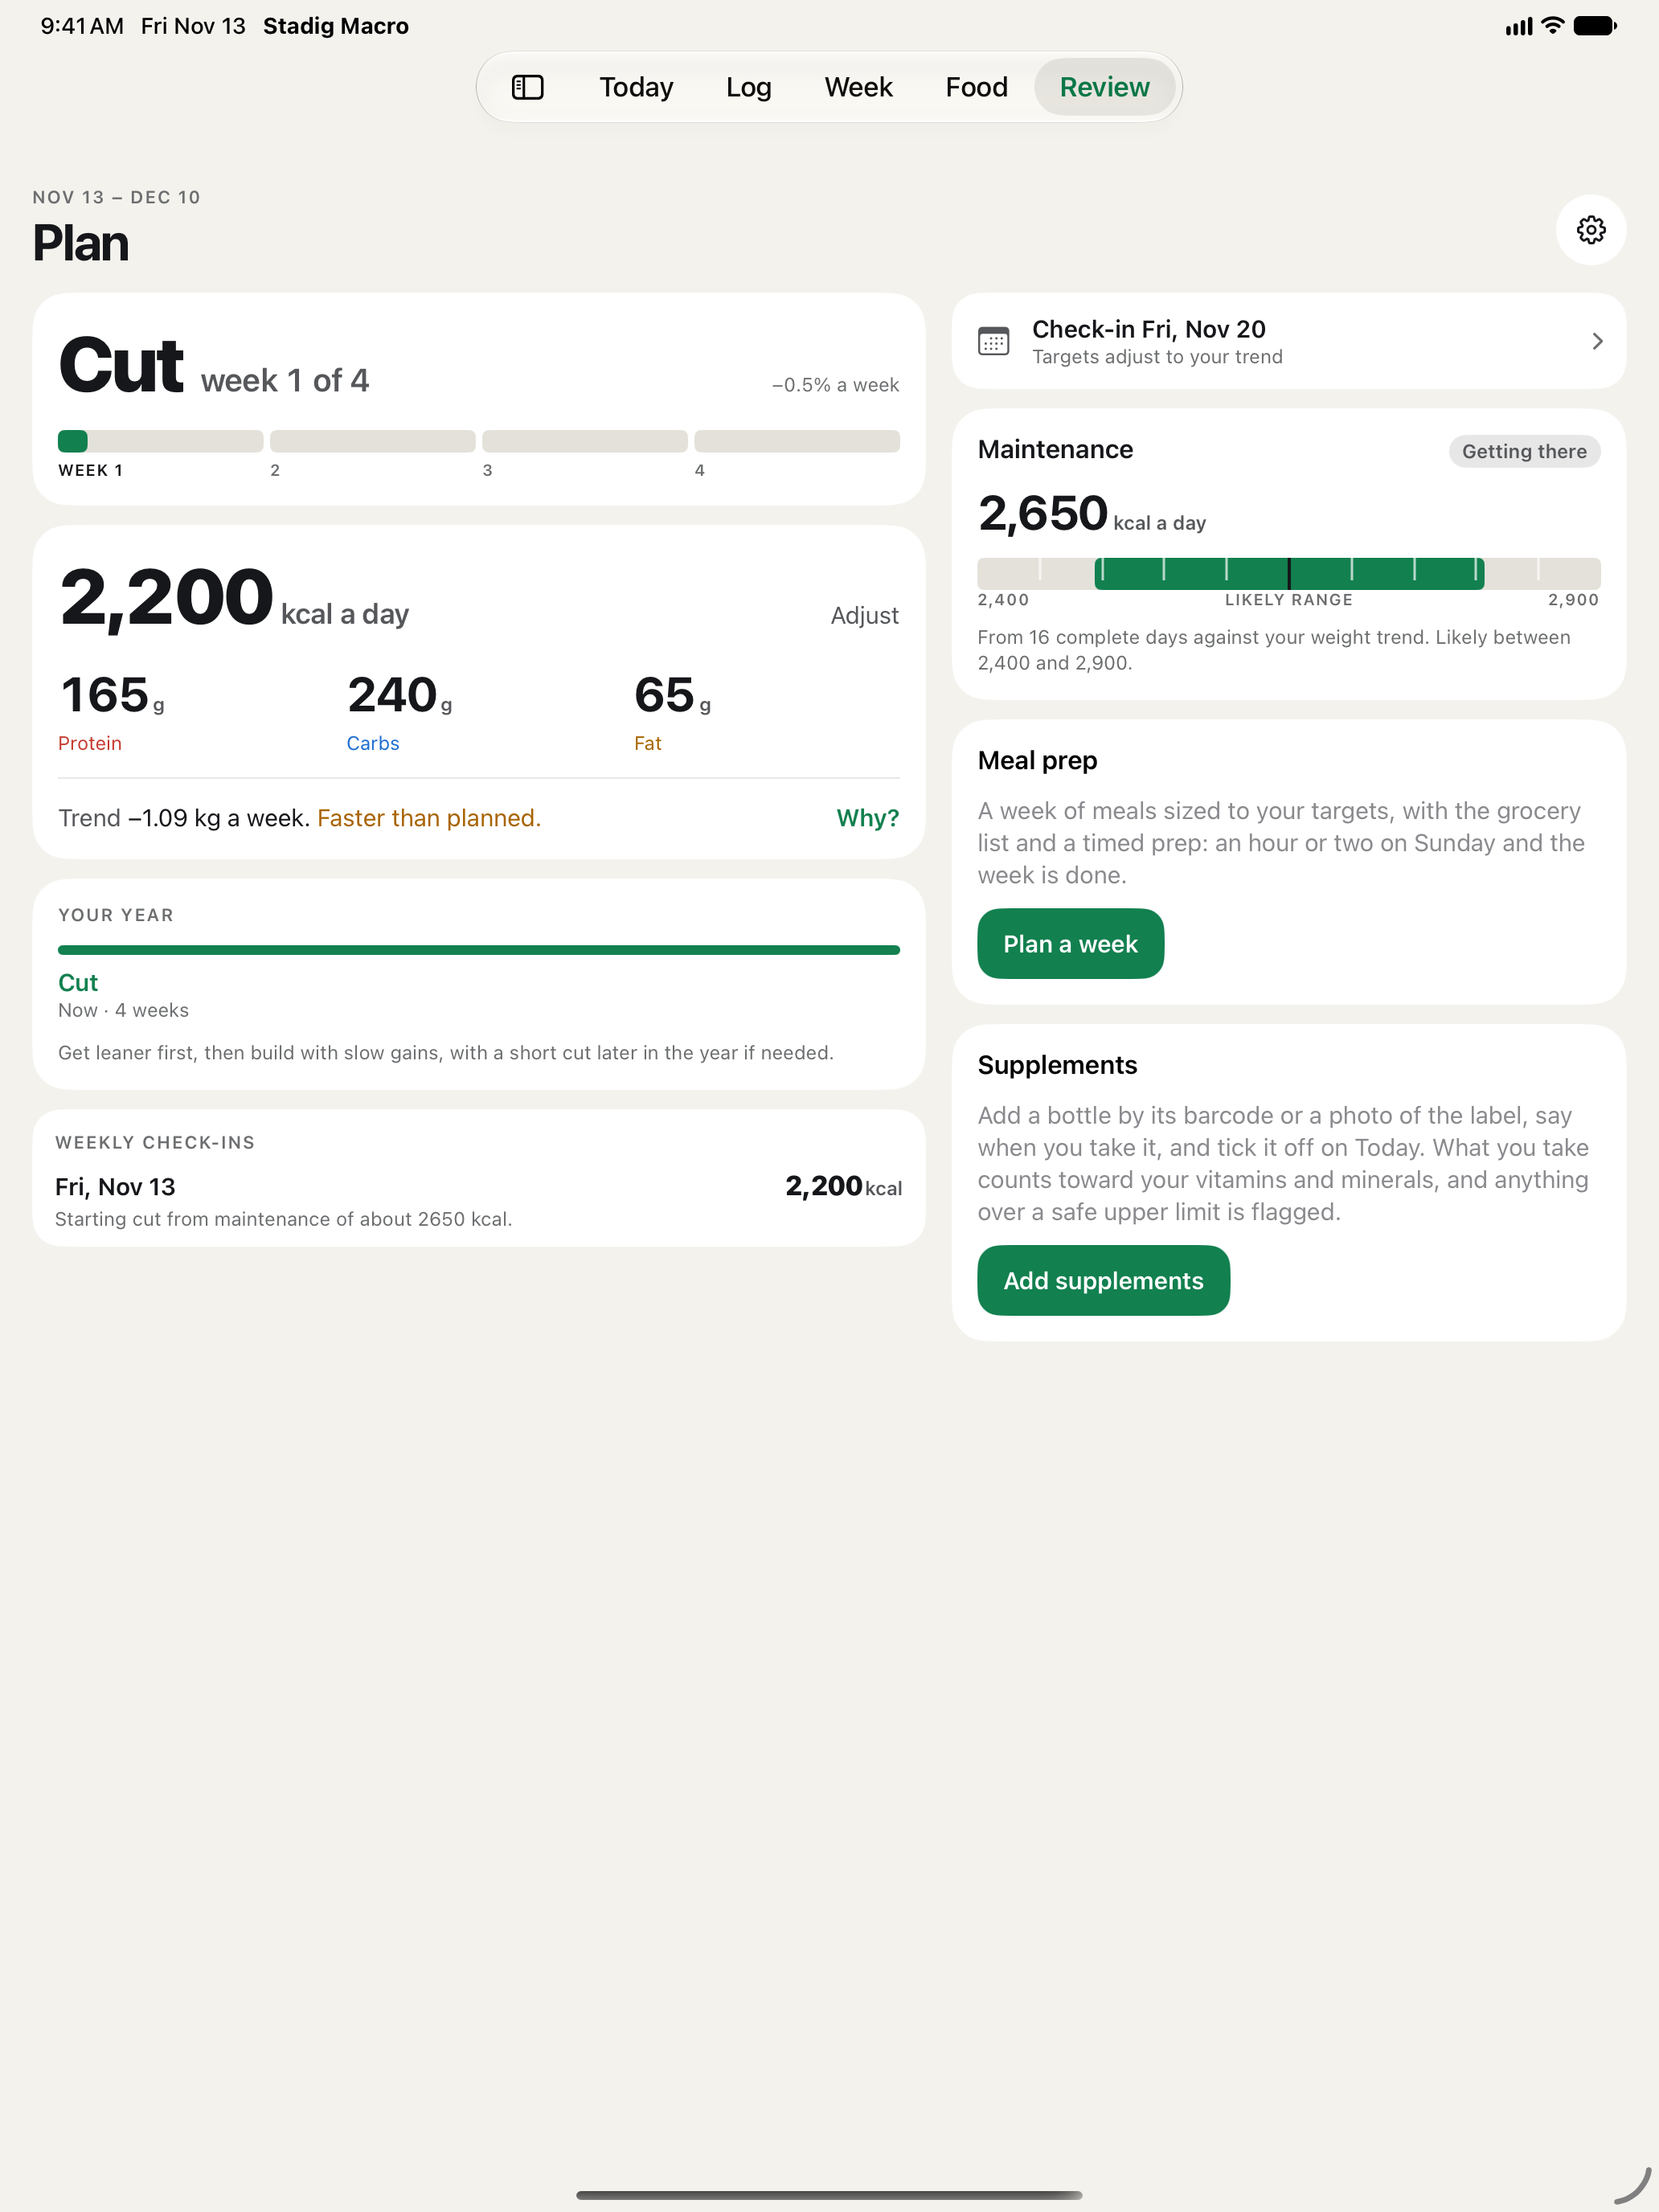 9:41 AM Fri Nov 13 Stadig Macro
Today Log Week Food Review
NOV 13 – DEC 10
Plan
Cut week 1 of 4
−0.5% a week
WEEK 1 2 3 4
2,200 kcal a day
Adjust
165 g 240 g 65 g
Protein Carbs Fat
Trend −1.09 kg a week. Faster than planned. Why?
YOUR YEAR
Cut
Now · 4 weeks
Get leaner first, then build with slow gains, with a short cut later in the year if needed.
WEEKLY CHECK-INS
Fri, Nov 13 2,200 kcal
Starting cut from maintenance of about 2650 kcal.
Check-in Fri, Nov 20
Targets adjust to your trend
Maintenance Getting there
2,650 kcal a day
2,400 LIKELY RANGE 2,900
From 16 complete days against your weight trend. Likely between
2,400 and 2,900.
Meal prep
A week of meals sized to your targets, with the grocery
list and a timed prep: an hour or two on Sunday and the
week is done.
Plan a week
Supplements
Add a bottle by its barcode or a photo of the label, say
when you take it, and tick it off on Today. What you take
counts toward your vitamins and minerals, and anything
over a safe upper limit is flagged.
Add supplements